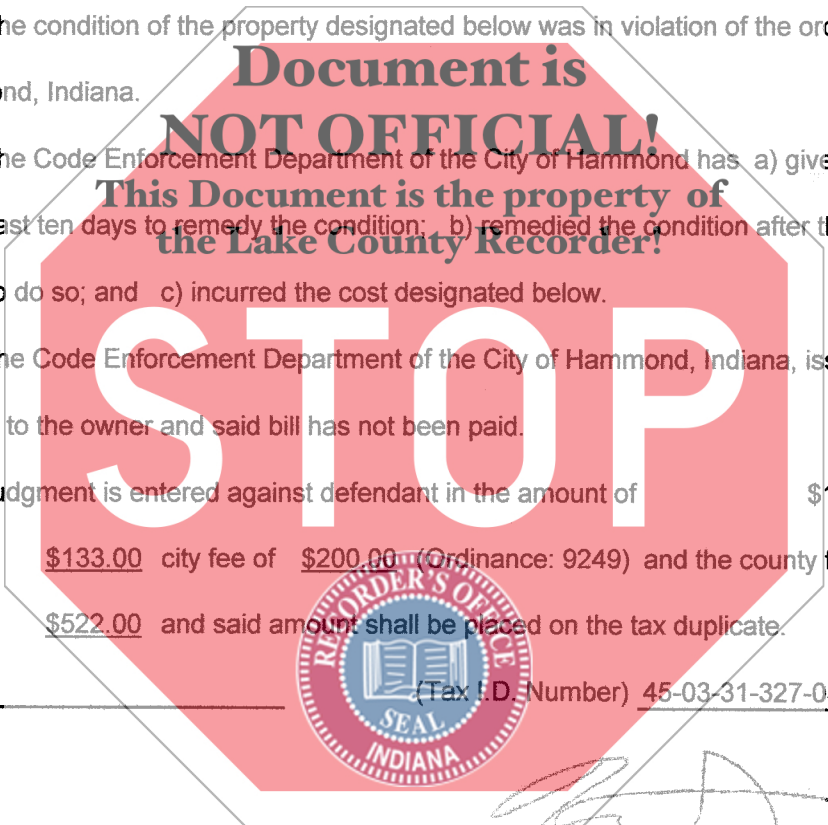 he condition of the property designated below was in violation of the or
Document is
nd, Indiana.
NOT OFFICIAL!
he Code Enforcement Department of the City of Hammond has a) give
This Document is the property of
ast ten days to remedy the condition; b) remedied the condition after t
the Lake County Recorder!
o do so; and c) incurred the cost designated below.
STOP
he Code Enforcement Department of the City of Hammond, Indiana, iss
to the owner and said bill has not been paid.
udgment is entered against defendant in the amount of $1
$133.00 city fee of $200.00 (Ordinance: 9249) and the county f
$522.00 and said amount shall be placed on the tax duplicate.
RECORDER'S OFFICE
(Tax I.D. Number) 45-03-31-327-0
SEAL
INDIANA